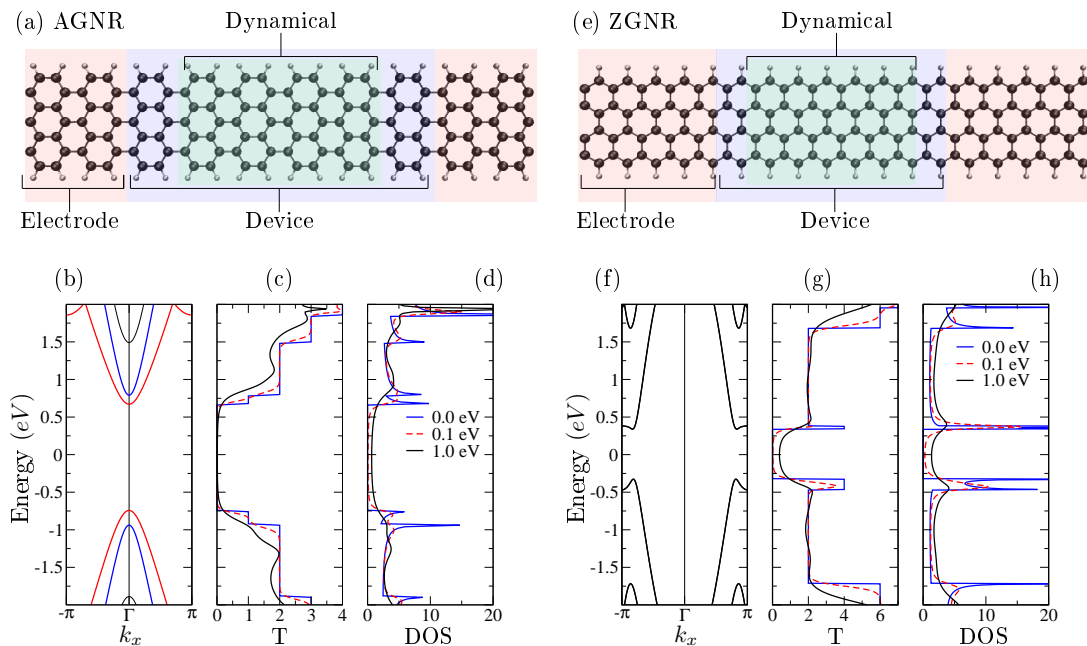 (a) AGNR
Dynamical
Electrode
Device
(e) ZGNR
Dynamical
Electrode
Device
(b)
(c)
(d)
Energy (eV)
1.5
1
0.5
0
-0.5
-1
-1.5
-π Γ π
k_x
0 1 2 3 4
T
0.0 eV
0.1 eV
1.0 eV
0 10 20
DOS
(f)
(g)
(h)
Energy (eV)
1.5
1
0.5
0
-0.5
-1
-1.5
-π Γ π
k_x
0 2 4 6
T
0.0 eV
0.1 eV
1.0 eV
0 10 20
DOS